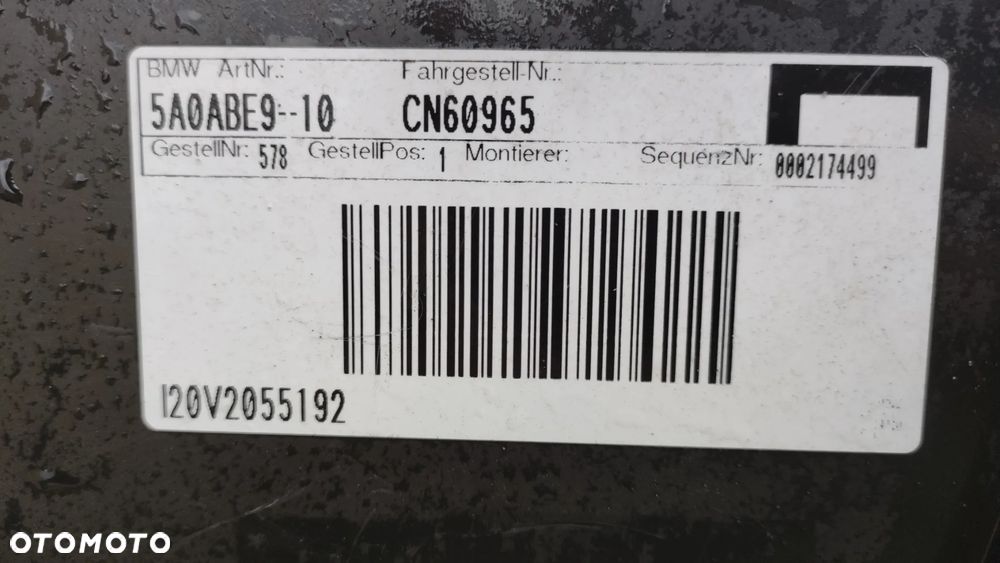 BMW ArtNr.: Fahrgestell-Nr.:
5A0ABE9--10 CN60965
GestellNr: 578 GestellPos: 1 Montierer: SequenzNr: 0002174499
I20V2055192
OTOMOTO